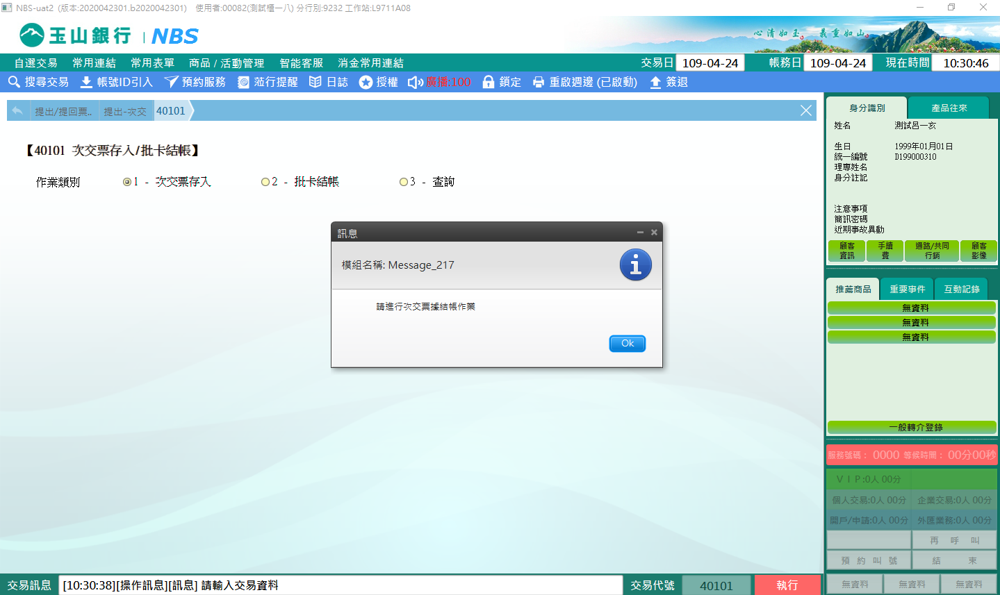 NBS-uat2 (版本:2020042301.b2020042301) 使用者:00082(測試櫃一八) 分行別:9232 工作站:L9711A08
玉山銀行 | NBS
心清如玉。義重如山。
自選交易 常用連結 常用表單 商品 / 活動管理 智能客服 消金常用連結 交易日 109-04-24 帳務日 109-04-24 現在時間 10:30:46
搜尋交易 帳號ID引入 預約服務 蒞行提醒 日誌 授權 廣播:100 鎖定 重啟週邊 (已啟動) 簽退
提出/提回票.. 提出-次交 40101
【40101 次交票存入/批卡結帳】
作業類別 1 - 次交票存入 2 - 批卡結帳 3 - 查詢
訊息
模組名稱: Message_217
請進行次交票據結帳作業
Ok
身分識別 產品往來
姓名 測試呂一亥
生日 1999年01月01日
統一編號 D199000310
理專姓名
身分註記
注意事項
簡訊密碼
近期事故異動
顧客資訊 手續費 通路/共同行銷 顧客影像
推薦商品 重要事件 互動記錄
無資料
無資料
無資料
一般轉介登錄
服務號碼： 0000 等候時間： 00分00秒
ＶＩＰ:0人 00分
個人交易:0人 00分 企業交易:0人 00分
開戶/申請:0人 00分 外匯業務:0人 00分
再 呼 叫
預 約 叫 號 結 束
無資料 無資料 無資料
交易訊息 [10:30:38][操作訊息][訊息] 請輸入交易資料 交易代號 40101 執行